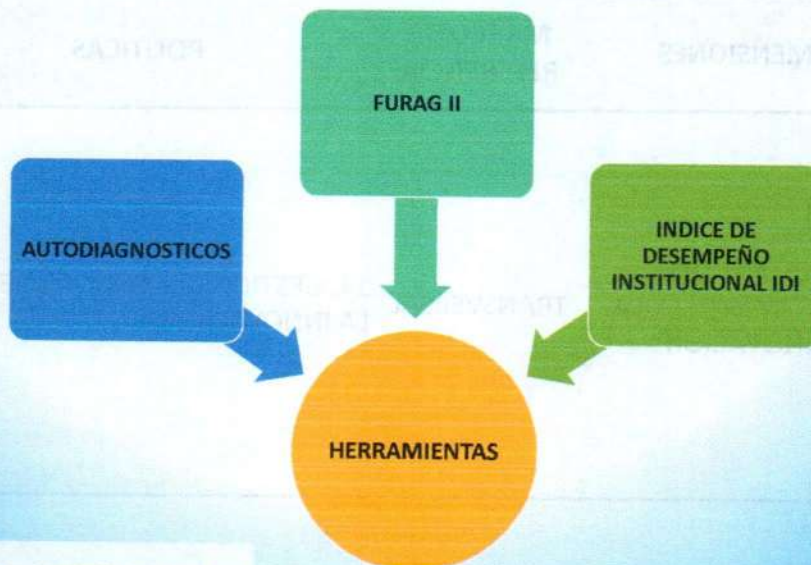 FURAG II
AUTODIAGNOSTICOS
INDICE DE
DESEMPEÑO
INSTITUCIONAL IDI
HERRAMIENTAS